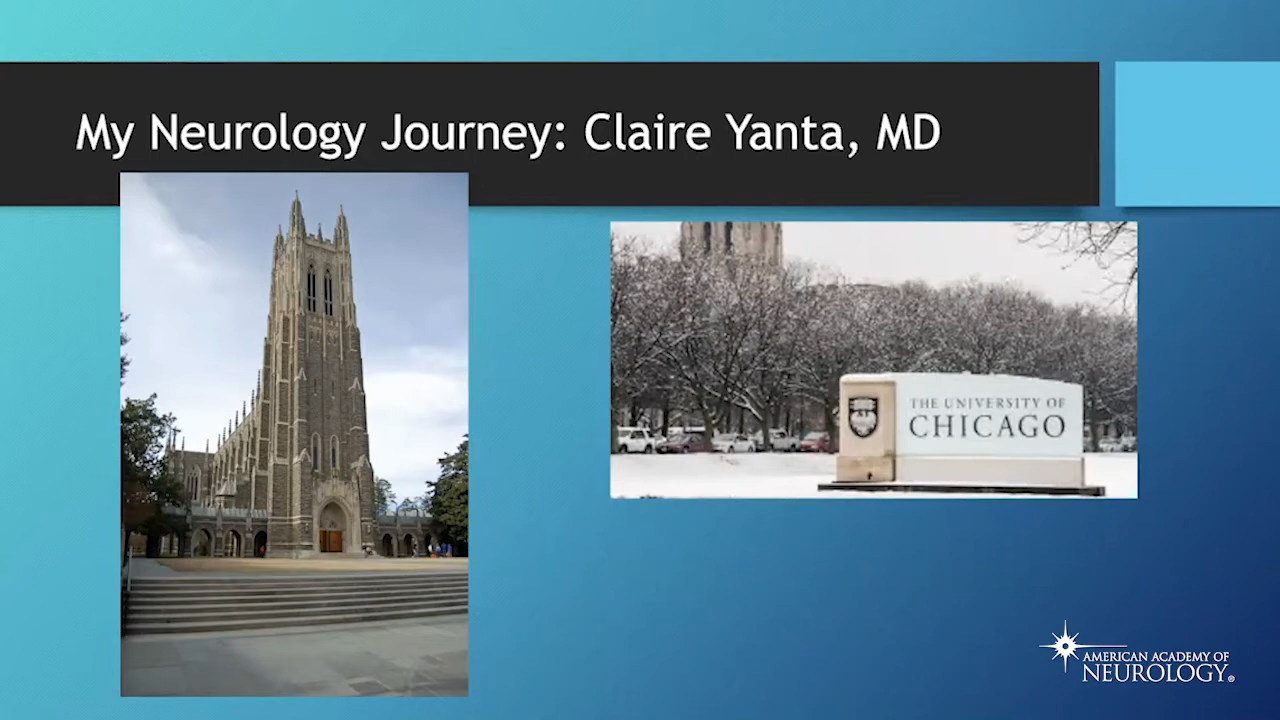 My Neurology Journey: Claire Yanta, MD
THE UNIVERSITY OF
CHICAGO
AMERICAN ACADEMY OF
NEUROLOGY®